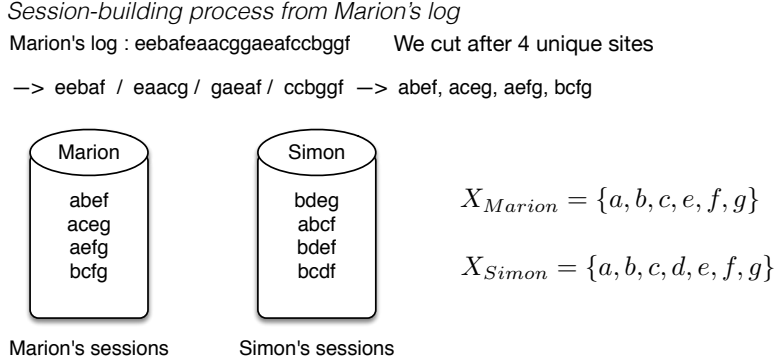 Session-building process from Marion's log
Marion's log : eebafeaacggaeafccbggf We cut after 4 unique sites
—> eebaf / eaacg / gaeaf / ccbggf —> abef, aceg, aefg, bcfg
Marion
abef
aceg
aefg
bcfg
Marion's sessions
Simon
bdeg
abcf
bdef
bcdf
Simon's sessions
X_{Marion} = {a, b, c, e, f, g}
X_{Simon} = {a, b, c, d, e, f, g}